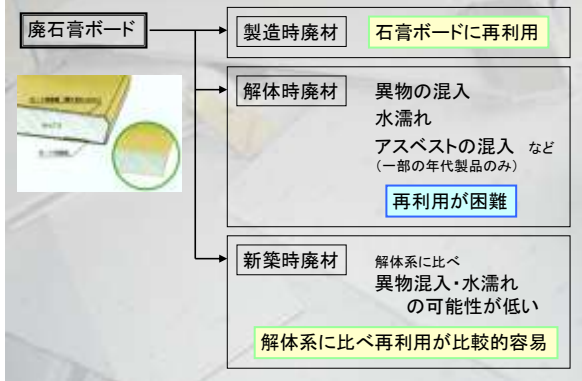 廃石膏ボード
製造時廃材
石膏ボードに再利用
解体時廃材
異物の混入
水濡れ
アスベストの混入 など
(一部の年代製品のみ)
再利用が困難
新築時廃材
解体系に比べ
異物混入・水濡れ
の可能性が低い
解体系に比べ再利用が比較的容易